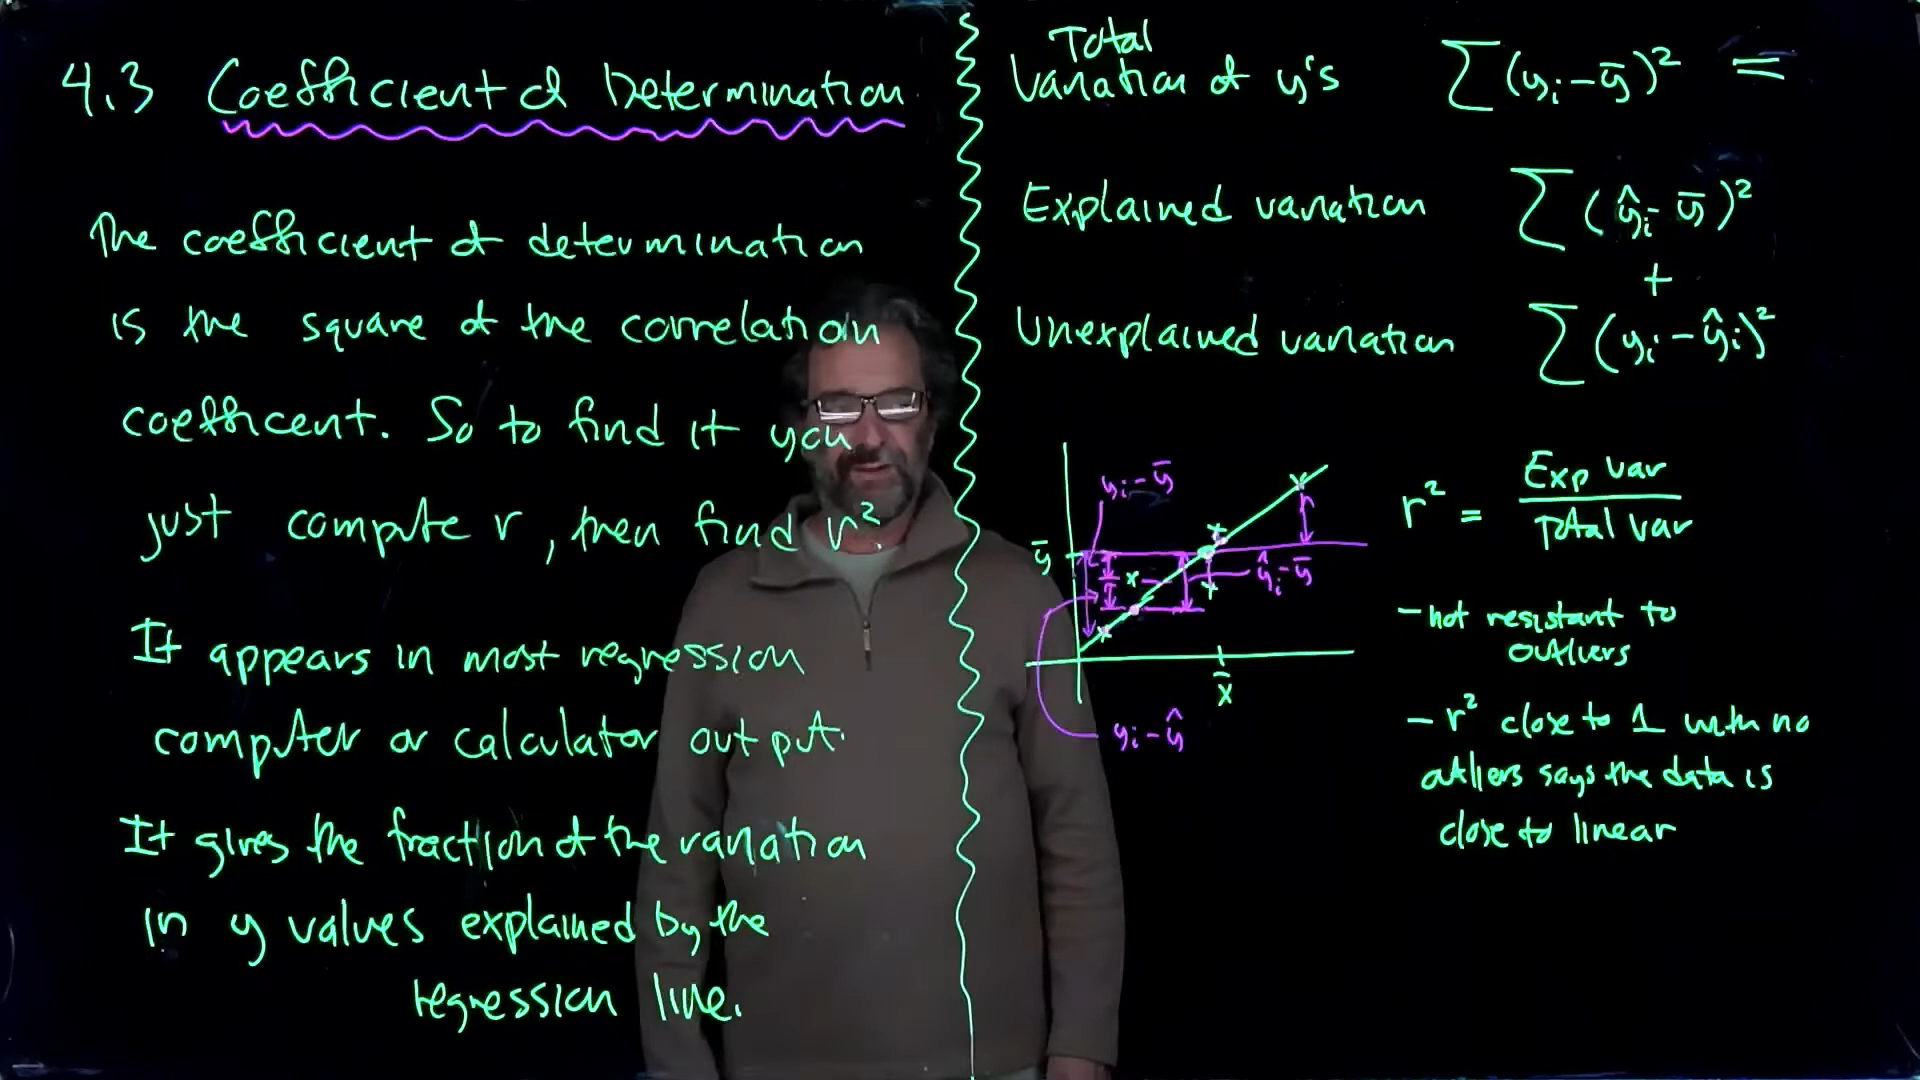 4.3 Coefficient of Determination
The coefficient of determination
is the square of the correlation
coefficent. So to find it you
just compute r, then find r².
It appears in most regression
computer or calculator output.
It gives the fraction of the variation
in y values explained by the
regression line.
Total
Variation of y's Σ(yᵢ-ȳ)² =
Explained variation Σ(ŷᵢ-ȳ)²
+
Unexplained variation Σ(yᵢ-ŷᵢ)²
yᵢ-ȳ
ȳ
ŷᵢ-ȳ
x̄
yᵢ-ŷ
r² = Exp var
Total var
-not resistant to
outliers
- r² close to 1 with no
outliers says the data is
close to linear